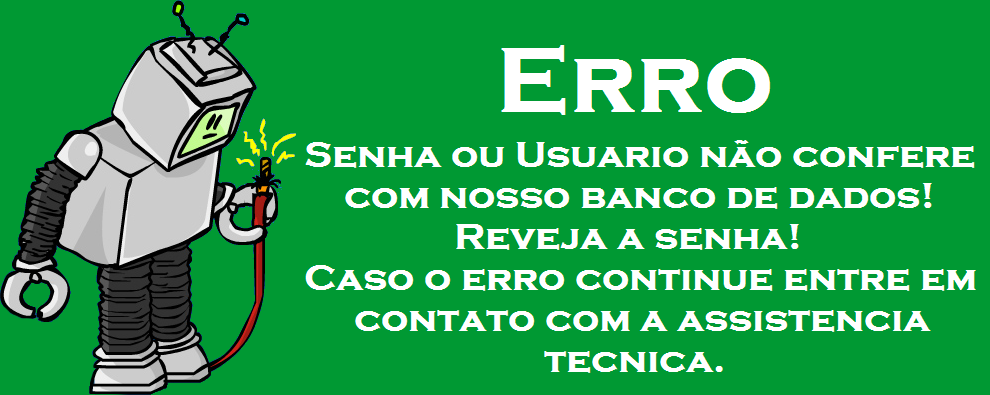 Erro
Senha ou Usuario não confere
com nosso banco de dados!
Reveja a senha!
Caso o erro continue entre em
contato com a assistencia
tecnica.